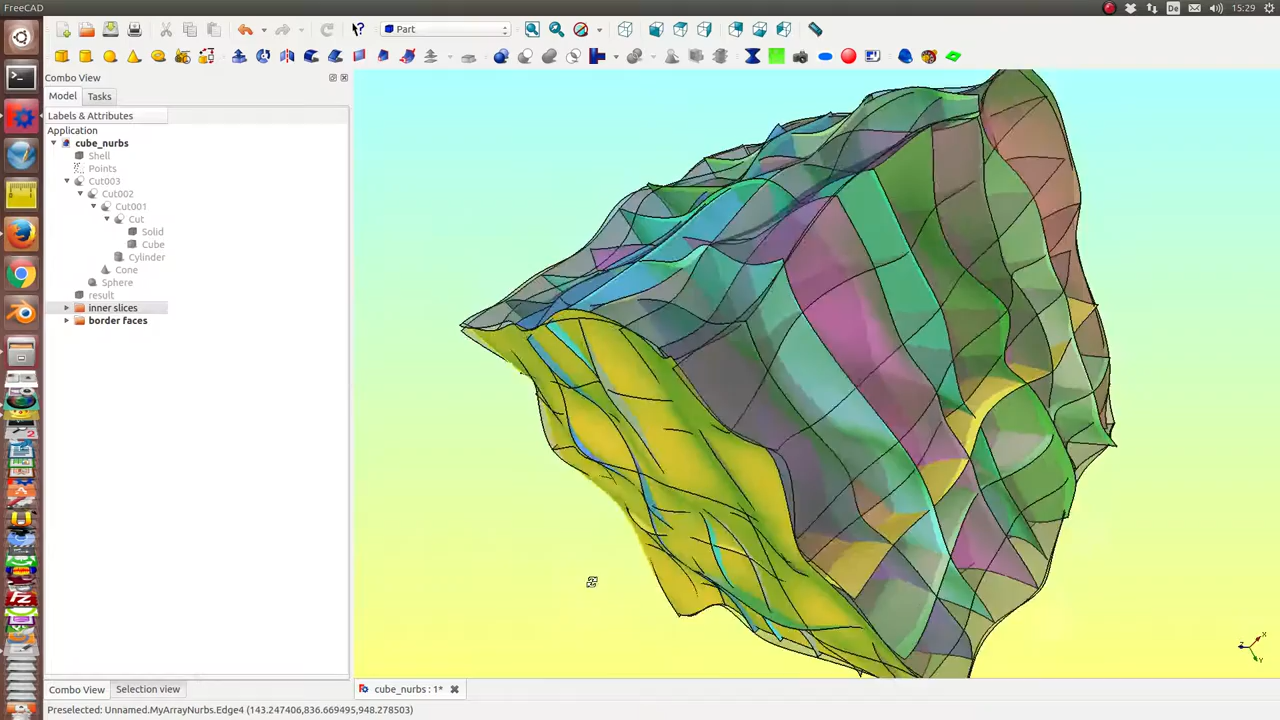 FreeCAD
De
15:29
Part
Combo View
Model
Tasks
Labels & Attributes
Application
cube_nurbs
Shell
Points
Cut003
Cut002
Cut001
Cut
Solid
Cube
Cylinder
Cone
Sphere
result
inner slices
border faces
X
Z
Y
Combo View
Selection view
cube_nurbs : 1*
Preselected: Unnamed.MyArrayNurbs.Edge4 (143.247406,836.669495,948.278503)